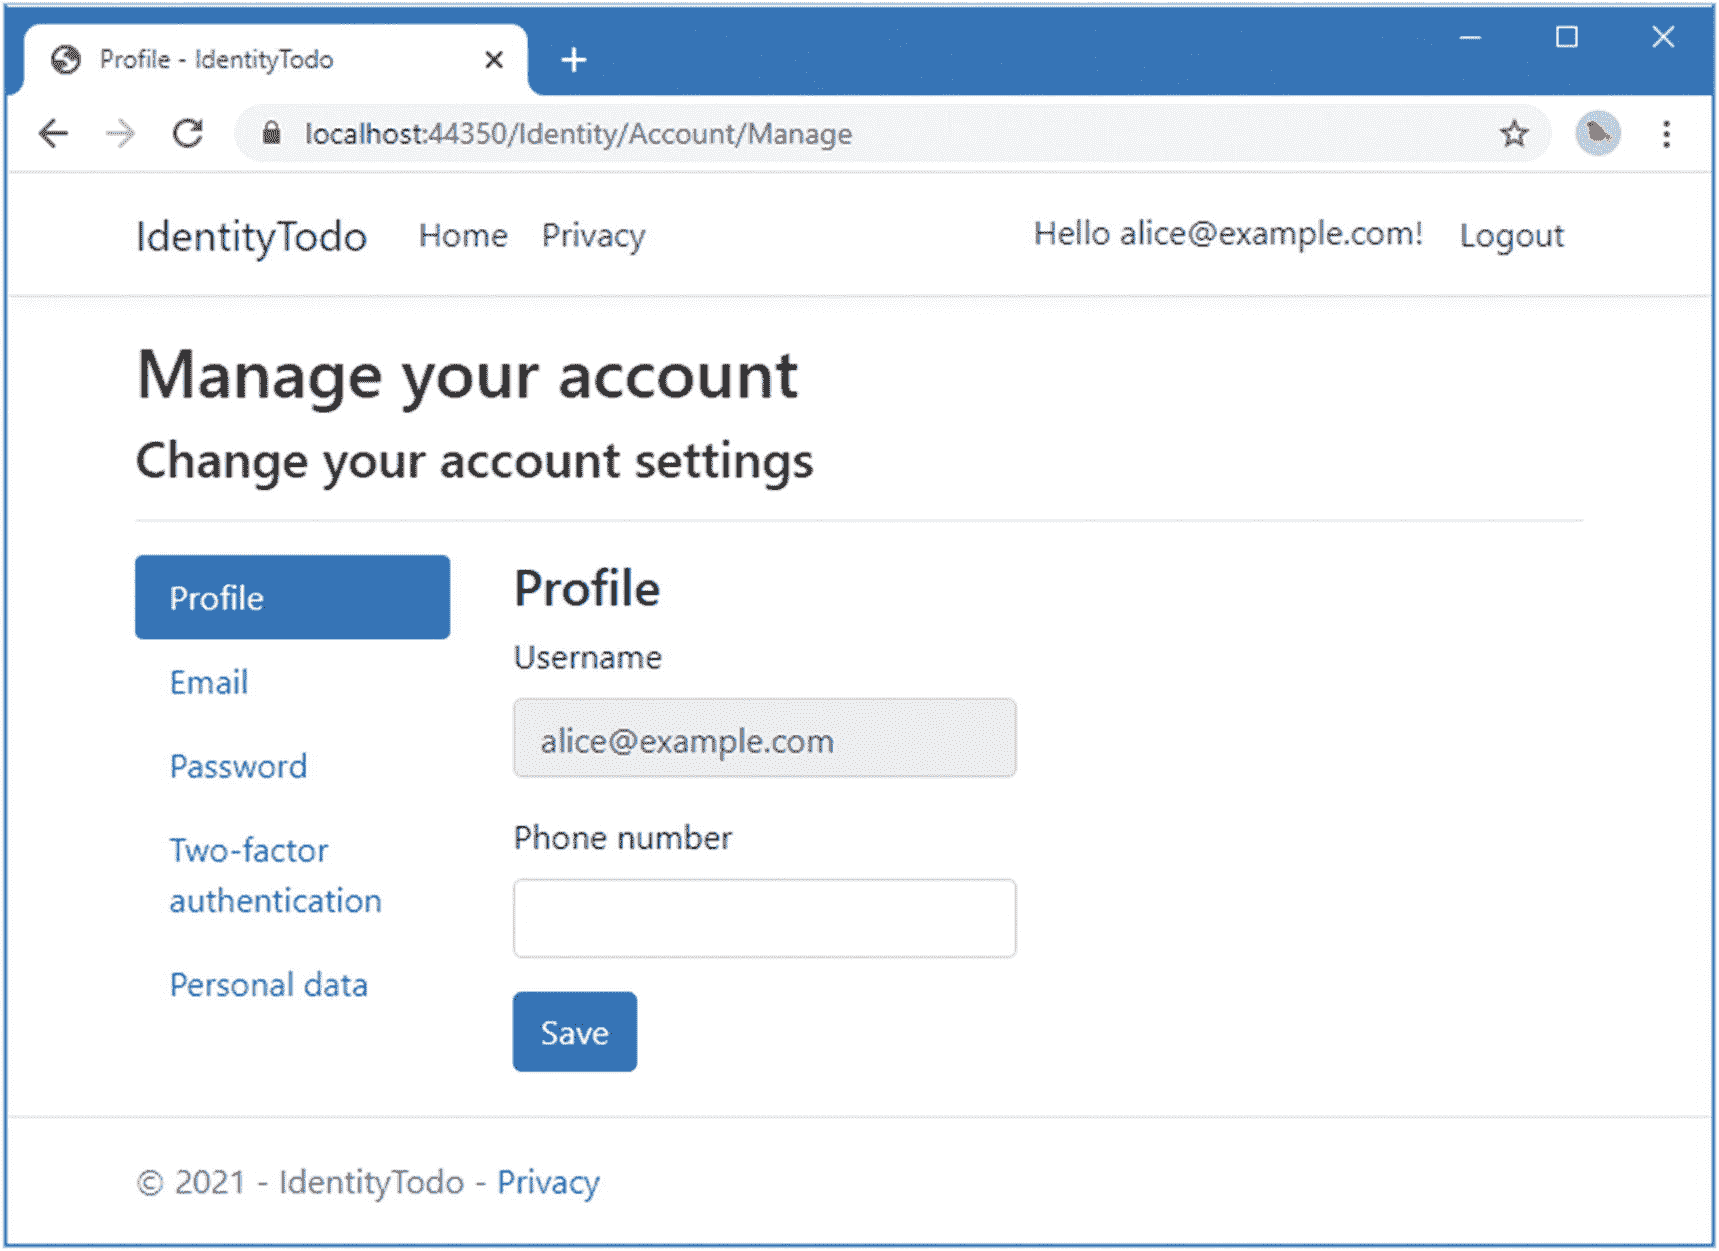 Profile - IdentityTodo
localhost:44350/Identity/Account/Manage
IdentityTodo Home Privacy Hello alice@example.com! Logout
Manage your account
Change your account settings
Profile
Email
Password
Two-factor
authentication
Personal data
Profile
Username
alice@example.com
Phone number
Save
© 2021 - IdentityTodo - Privacy